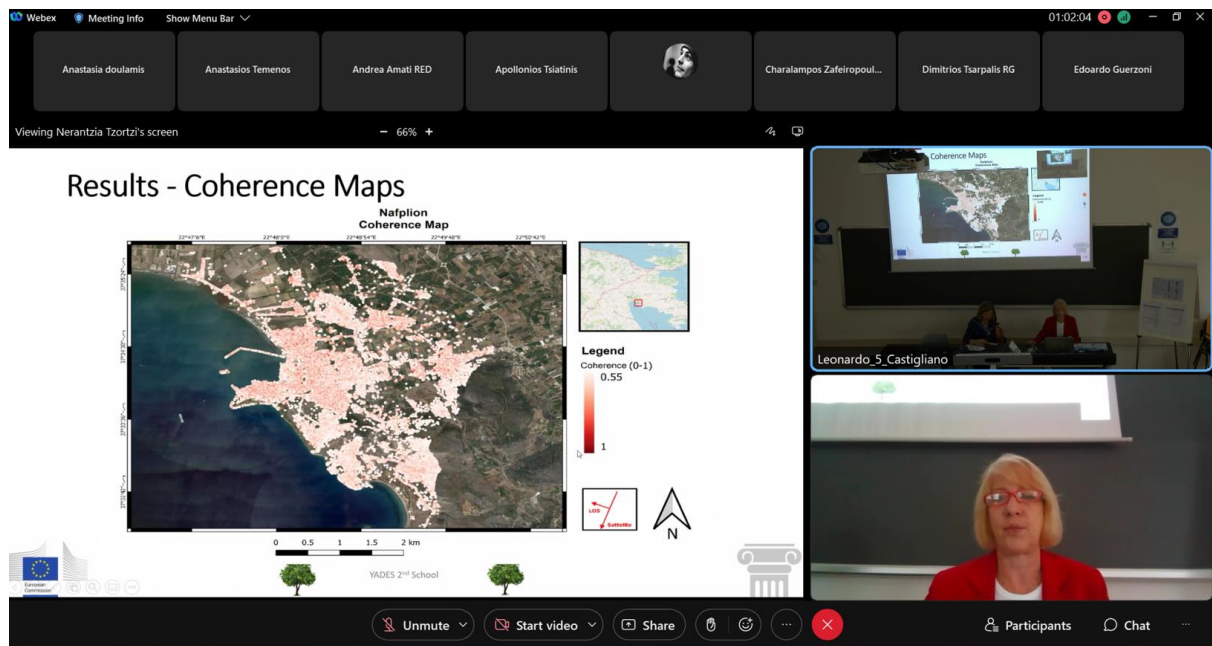 Webex
Meeting Info
Show Menu Bar
01:02:04
Anastasia doulamis
Anastasios Temenos
Andrea Amati RED
Apollonios Tsiatinis
Charalampos Zafeiropoul...
Dimitrios Tsarpalis RG
Edoardo Guerzoni
Viewing Nerantzia Tzortzi's screen
− 66% +
Results - Coherence Maps
Nafplion
Coherence Map
22°47'6"E 22°48'0"E 22°48'54"E 22°49'48"E 22°50'42"E
Legend
Coherence (0-1)
0.55
1
LOS
Sattelite
N
0 0.5 1 1.5 2 km
European
Commission
YADES 2nd School
Coherence Maps
Leonardo_5_Castigliano
Unmute
Start video
Share
Participants
Chat